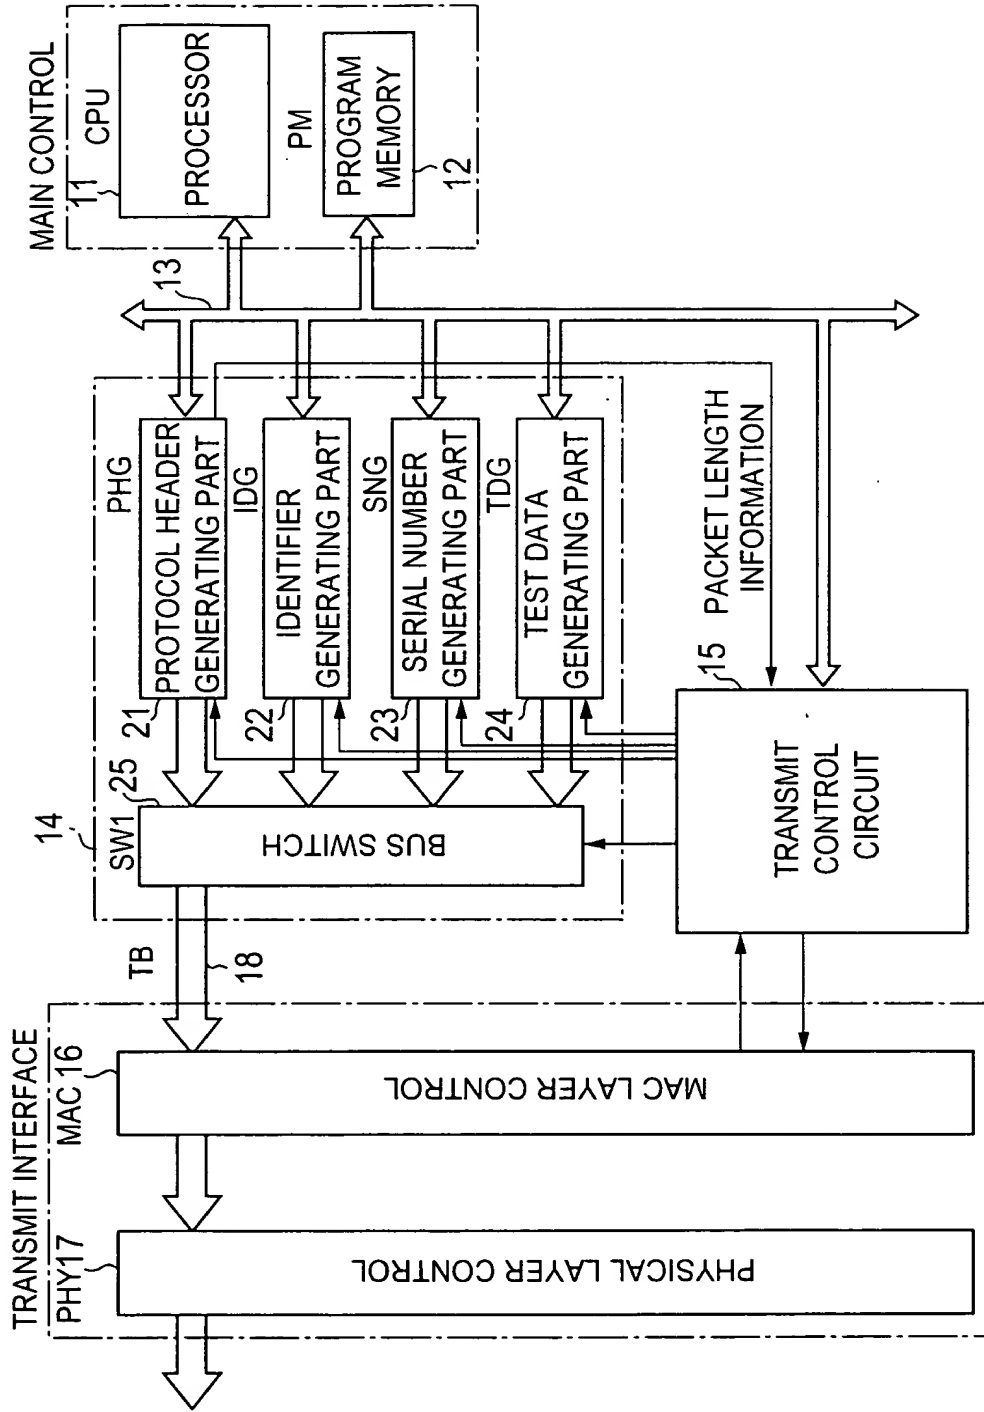 TRANSMIT INTERFACE
PHY
17
PHYSICAL LAYER CONTROL
MAC
16
MAC LAYER CONTROL
TB
18
14
SW1
25
BUS SWITCH
PHG
21
PROTOCOL HEADER
GENERATING PART
IDG
22
IDENTIFIER
GENERATING PART
SNG
23
SERIAL NUMBER
GENERATING PART
TDG
24
TEST DATA
GENERATING PART
15
TRANSMIT
CONTROL
CIRCUIT
PACKET LENGTH
INFORMATION
13
MAIN CONTROL
11
CPU
PROCESSOR
PM
PROGRAM
MEMORY
12